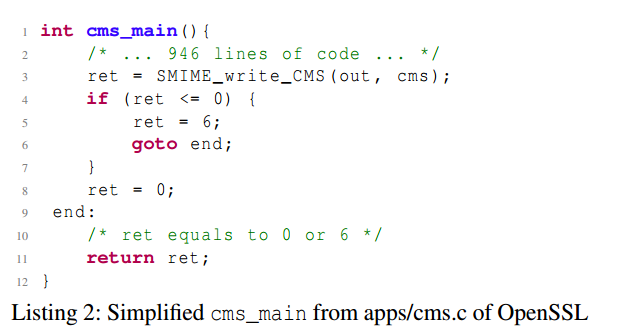 1 int cms_main(){
2 /* ... 946 lines of code ... */
3 ret = SMIME_write_CMS(out, cms);
4 if (ret <= 0) {
5 ret = 6;
6 goto end;
7 }
8 ret = 0;
9 end:
10 /* ret equals to 0 or 6 */
11 return ret;
12 }
Listing 2: Simplified cms_main from apps/cms.c of OpenSSL